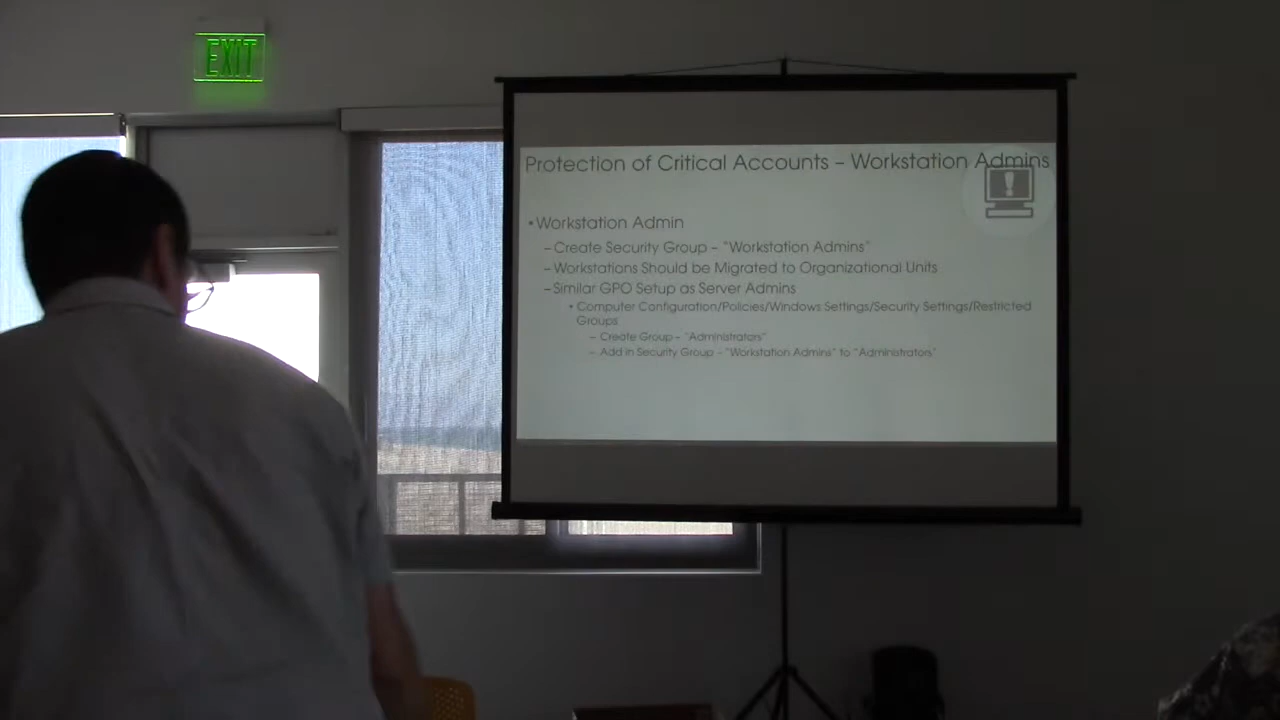 EXIT
Protection of Critical Accounts – Workstation Admins
• Workstation Admin
– Create Security Group – "Workstation Admins"
– Workstations Should be Migrated to Organizational Units
– Similar GPO Setup as Server Admins
• Computer Configuration/Policies/Windows Settings/Security Settings/Restricted
Groups
– Create Group – "Administrators"
– Add in Security Group – "Workstation Admins" to "Administrators"